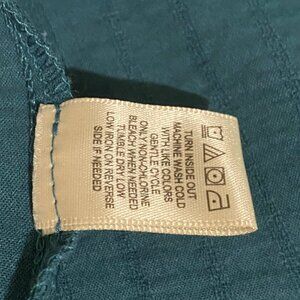 TURN INSIDE OUT
MACHINE WASH COLD
WITH LIKE COLORS
GENTLE CYCLE
ONLY NON-CHLORINE
BLEACH WHEN NEEDED
TUMBLE DRY LOW
LOW IRON ON REVERSE
SIDE IF NEEDED